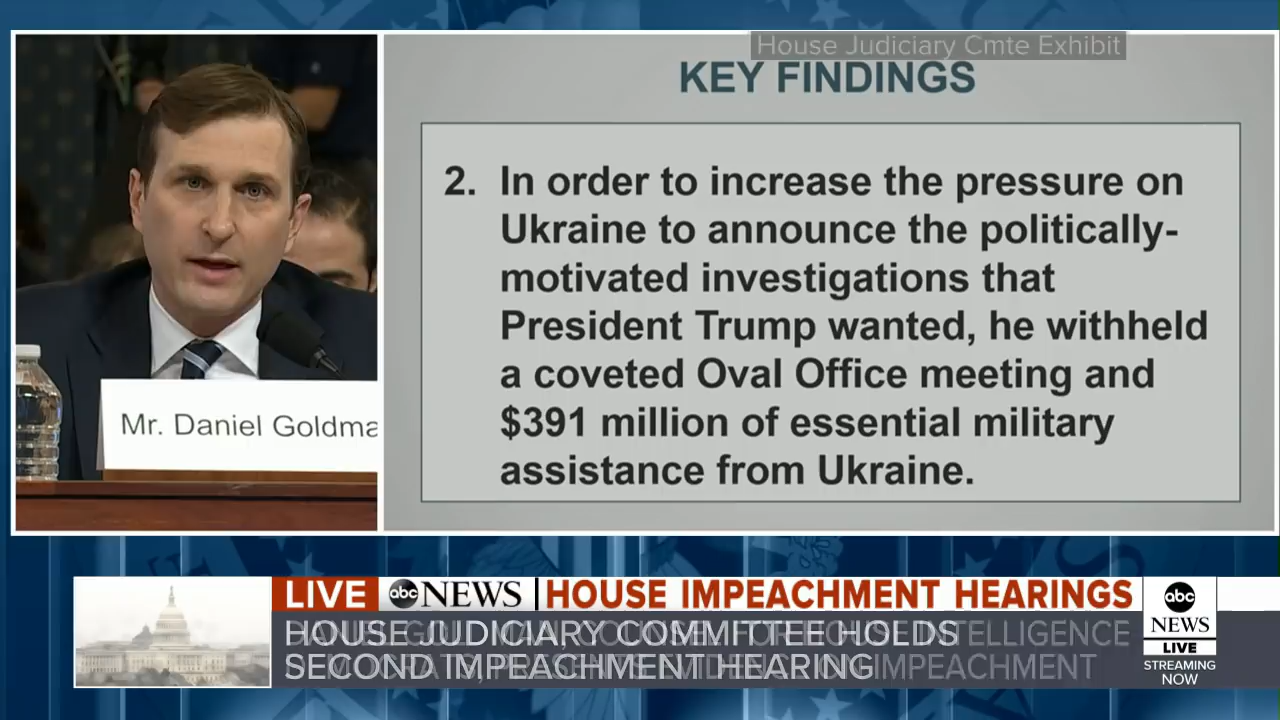 House Judiciary Cmte Exhibit
KEY FINDINGS
2. In order to increase the pressure on
Ukraine to announce the politically-
motivated investigations that
President Trump wanted, he withheld
a coveted Oval Office meeting and
$391 million of essential military
assistance from Ukraine.
Mr. Daniel Goldma
LIVE abc NEWS HOUSE IMPEACHMENT HEARINGS
HOUSE JUDICIARY COMMITTEE HOLDS
SECOND IMPEACHMENT HEARING
abc
NEWS
LIVE
STREAMING
NOW